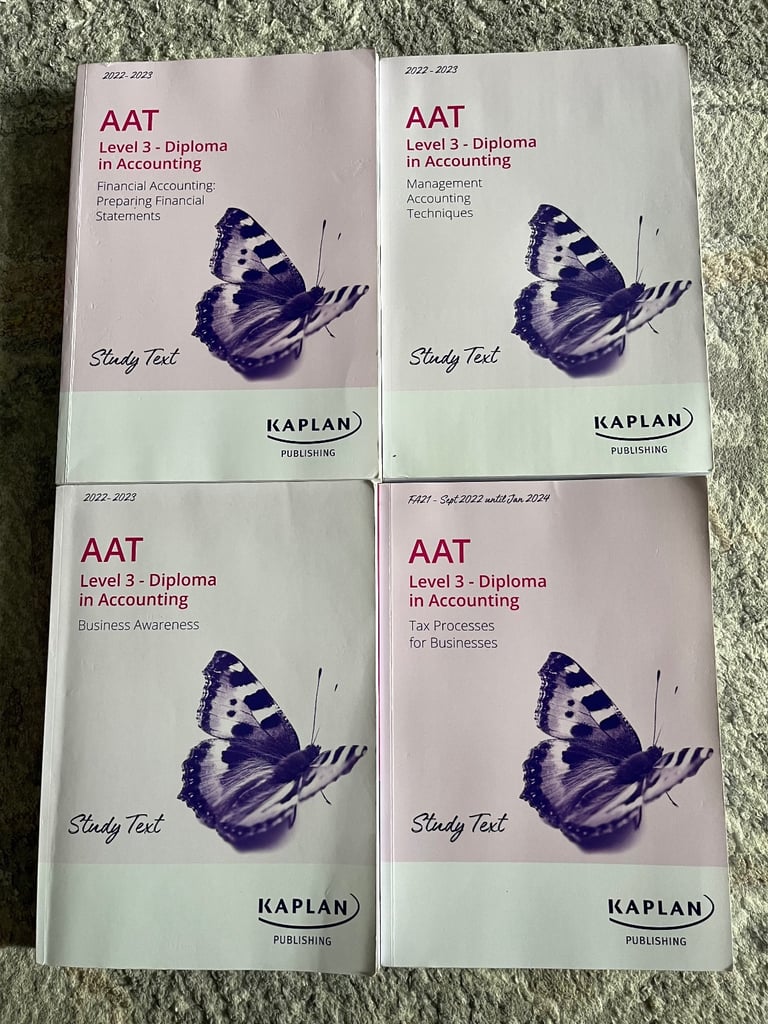 2022-2023
AAT
Level 3 - Diploma
in Accounting
Financial Accounting:
Preparing Financial
Statements
Study Text
KAPLAN
PUBLISHING
2022-2023
AAT
Level 3 - Diploma
in Accounting
Management
Accounting
Techniques
Study Text
KAPLAN
PUBLISHING
2022-2023
AAT
Level 3 - Diploma
in Accounting
Business Awareness
Study Text
KAPLAN
PUBLISHING
FA21 - Sept 2022 until Jan 2024
AAT
Level 3 - Diploma
in Accounting
Tax Processes
for Businesses
Study Text
KAPLAN
PUBLISHING